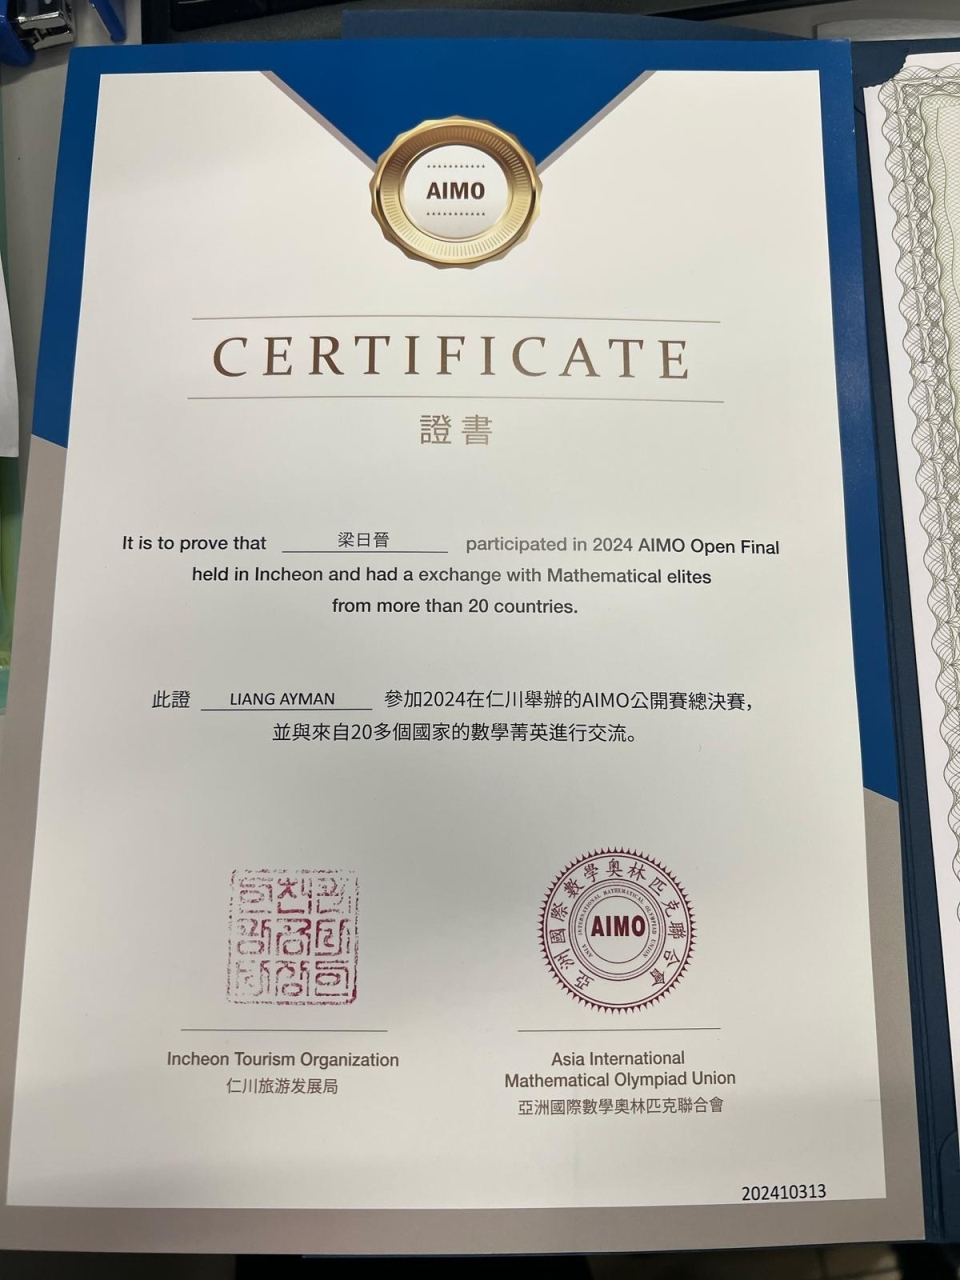 AIMO
CERTIFICATE
證書
It is to prove that 梁日晉 participated in 2024 AIMO Open Final
held in Incheon and had a exchange with Mathematical elites
from more than 20 countries.
此證 LIANG AYMAN 參加2024在仁川舉辦的AIMO公開賽總決賽，
並與來自20多個國家的數學菁英進行交流。
亞洲國際數學奧林匹克聯合會
ASIA INTERNATIONAL MATHEMATICAL OLYMPIAD UNION
AIMO
Incheon Tourism Organization
仁川旅游发展局
Asia International
Mathematical Olympiad Union
亞洲國際數學奧林匹克聯合會
202410313